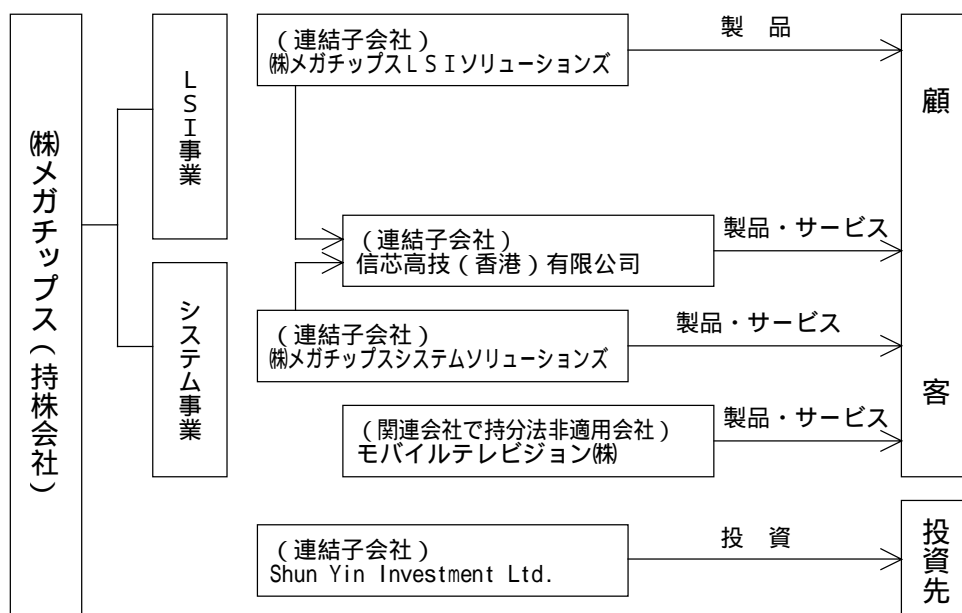 ㈱メガチップス（持株会社）
LSI事業
システム事業
（連結子会社）
㈱メガチップスLSIソリューションズ
製　品
（連結子会社）
信芯高技（香港）有限公司
製品・サービス
（連結子会社）
㈱メガチップスシステムソリューションズ
製品・サービス
（関連会社で持分法非適用会社）
モバイルテレビジョン㈱
製品・サービス
顧　客
（連結子会社）
Shun Yin Investment Ltd.
投　資
投資先